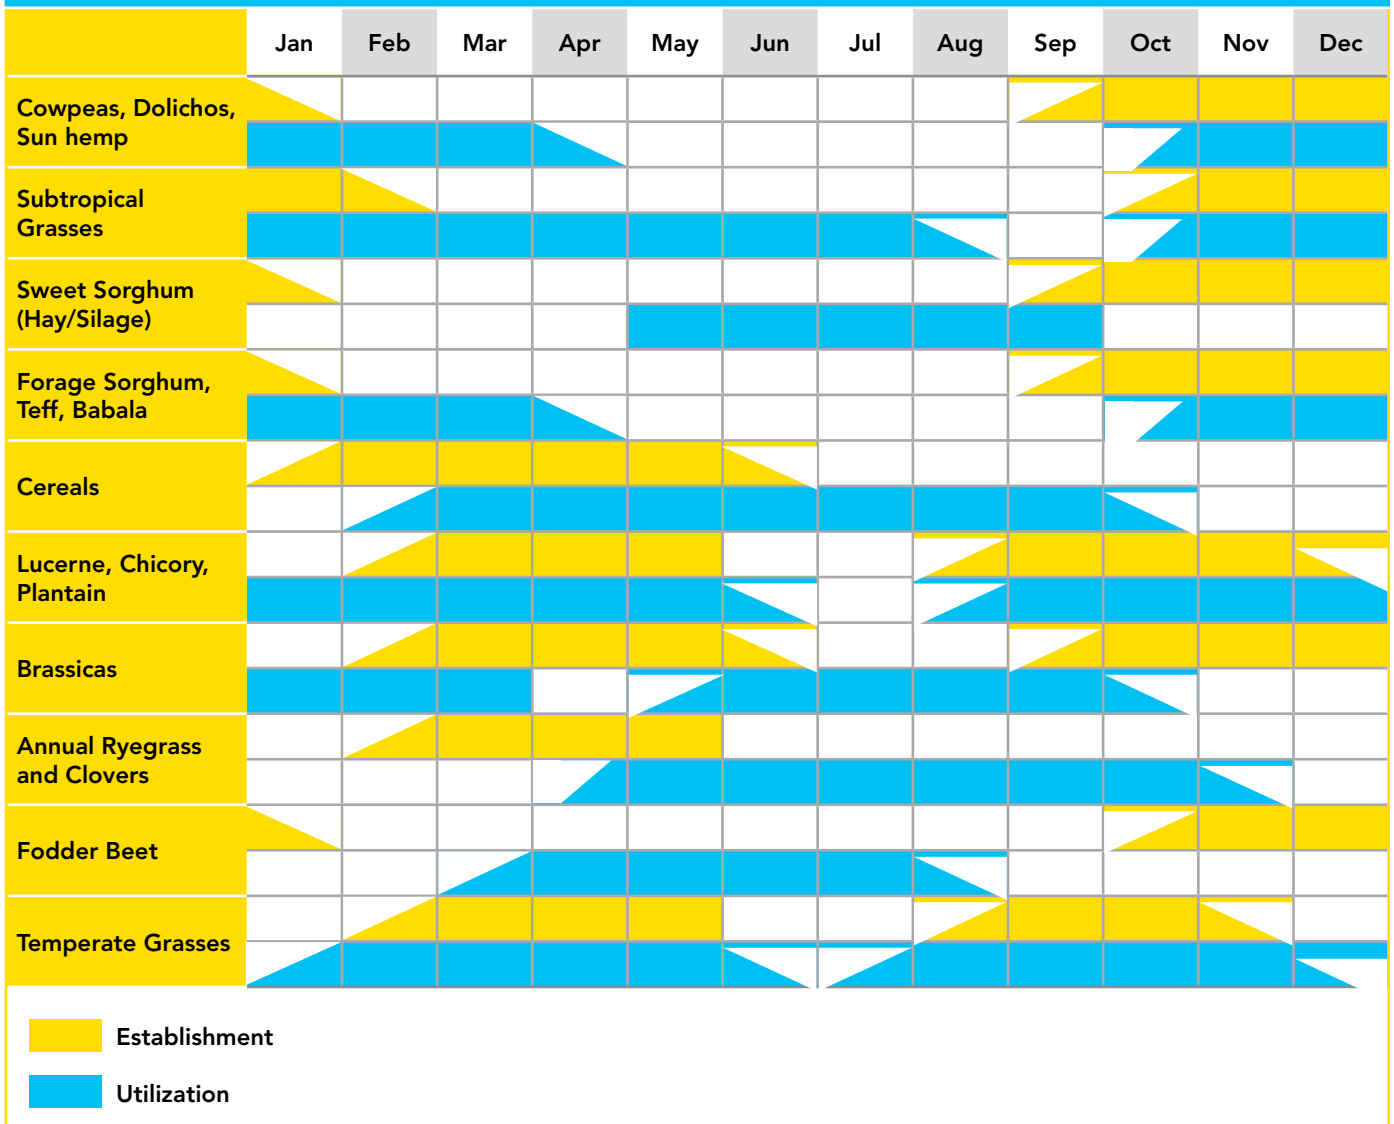 Jan Feb Mar Apr May Jun Jul Aug Sep Oct Nov Dec
Cowpeas, Dolichos,
Sun hemp
Subtropical
Grasses
Sweet Sorghum
(Hay/Silage)
Forage Sorghum,
Teff, Babala
Cereals
Lucerne, Chicory,
Plantain
Brassicas
Annual Ryegrass
and Clovers
Fodder Beet
Temperate Grasses
Establishment
Utilization